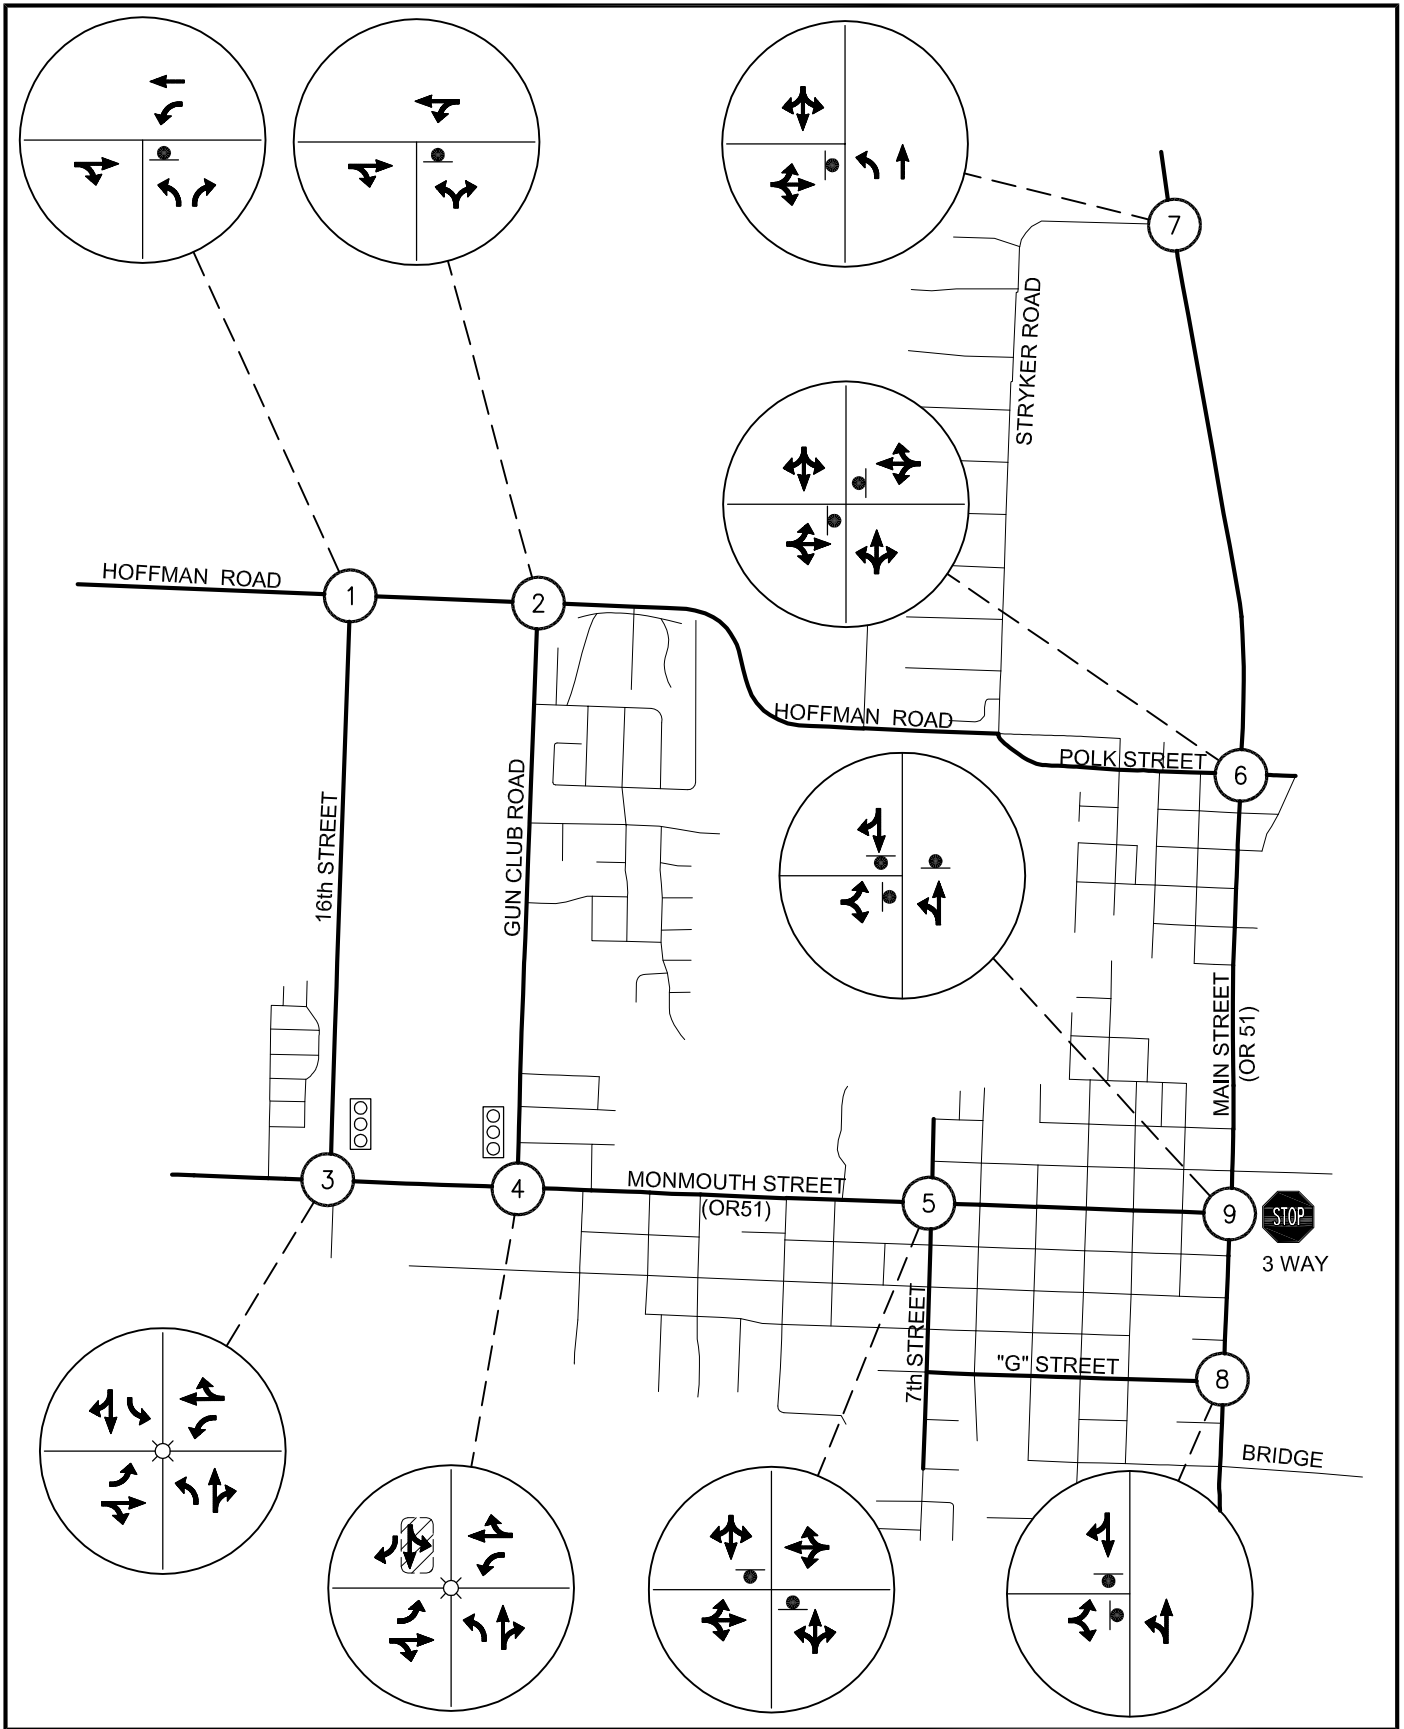 7
STRYKER ROAD
HOFFMAN ROAD
1
2
HOFFMAN ROAD
POLK STREET
6
16th STREET
GUN CLUB ROAD
MAIN STREET
(OR 51)
3
4
MONMOUTH STREET
(OR51)
5
9
STOP
3 WAY
7th STREET
"G" STREET
8
BRIDGE